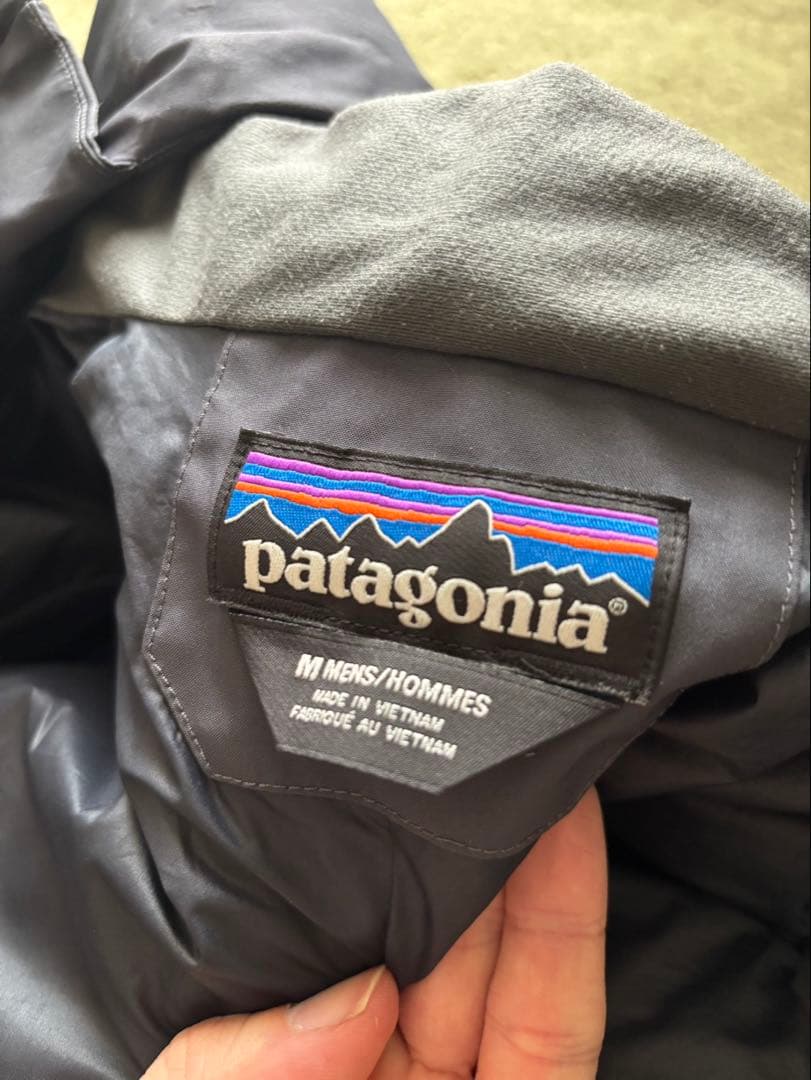 patagonia®
M MENS/HOMMES
MADE IN VIETNAM
FABRIQUÉ AU VIETNAM